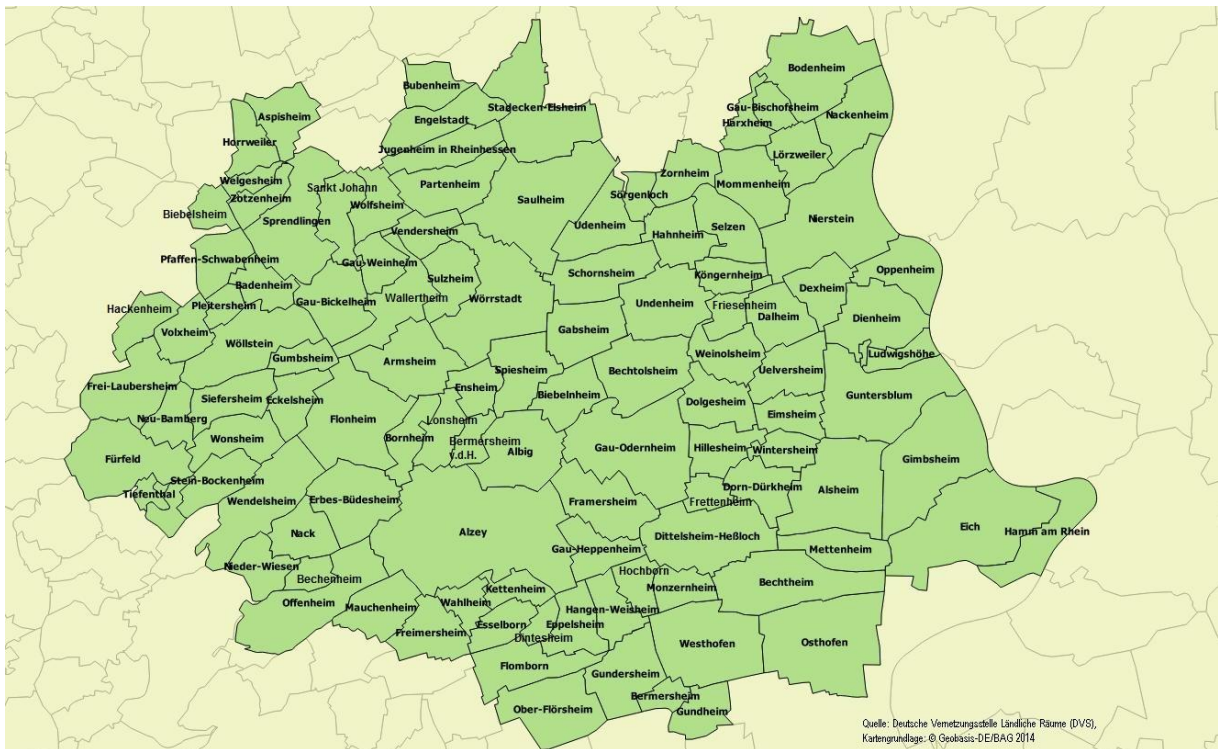 Bodenheim
Bubenheim
Stadecken-Elsheim
Gau-Bischofsheim
Aspisheim
Engelstadt
Nackenheim
Harxheim
Horrweiler
Jugenheim in Rheinhessen
Lörzweiler
Zornheim
Welgesheim
Sankt Johann
Partenheim
Mommenheim
Zotzenheim
Sörgenloch
Saulheim
Wolfsheim
Biebelsheim
Sprendlingen
Nierstein
Udenheim
Selzen
Vendersheim
Hahnheim
Pfaffen-Schwabenheim
Gau-Weinheim
Oppenheim
Schornsheim
Köngernheim
Sulzheim
Badenheim
Dexheim
Wörrstadt
Wallertheim
Gau-Bickelheim
Undenheim
Friesenheim
Pleitersheim
Hackenheim
Dalheim
Dienheim
Gabsheim
Volxheim
Wöllstein
Weinolsheim
Ludwigshöhe
Gumbsheim
Armsheim
Spiesheim
Bechtolsheim
Uelversheim
Frei-Laubersheim
Ensheim
Biebelnheim
Guntersblum
Siefersheim
Eckelsheim
Dolgesheim
Eimsheim
Neu-Bamberg
Flonheim
Lonsheim
Bornheim
Wonsheim
Bermersheim
v.d.H.
Albig
Gau-Odernheim
Hillesheim
Wintersheim
Fürfeld
Gimbsheim
Stein-Bockenheim
Dorn-Dürkheim
Alsheim
Tiefenthal
Wendelsheim
Erbes-Büdesheim
Framersheim
Frettenheim
Eich
Hamm am Rhein
Nack
Alzey
Dittelsheim-Heßloch
Gau-Heppenheim
Mettenheim
Nieder-Wiesen
Hochborn
Bechenheim
Bechtheim
Kettenheim
Monzernheim
Offenheim
Wahlheim
Mauchenheim
Hangen-Weisheim
Esselborn
Eppelsheim
Freimersheim
Dintesheim
Westhofen
Osthofen
Flomborn
Gundersheim
Bermersheim
Ober-Flörsheim
Gundheim
Quelle: Deutsche Vernetzungsstelle Ländliche Räume (DVS),
Kartengrundlage: © Geobasis-DE/BAG 2014